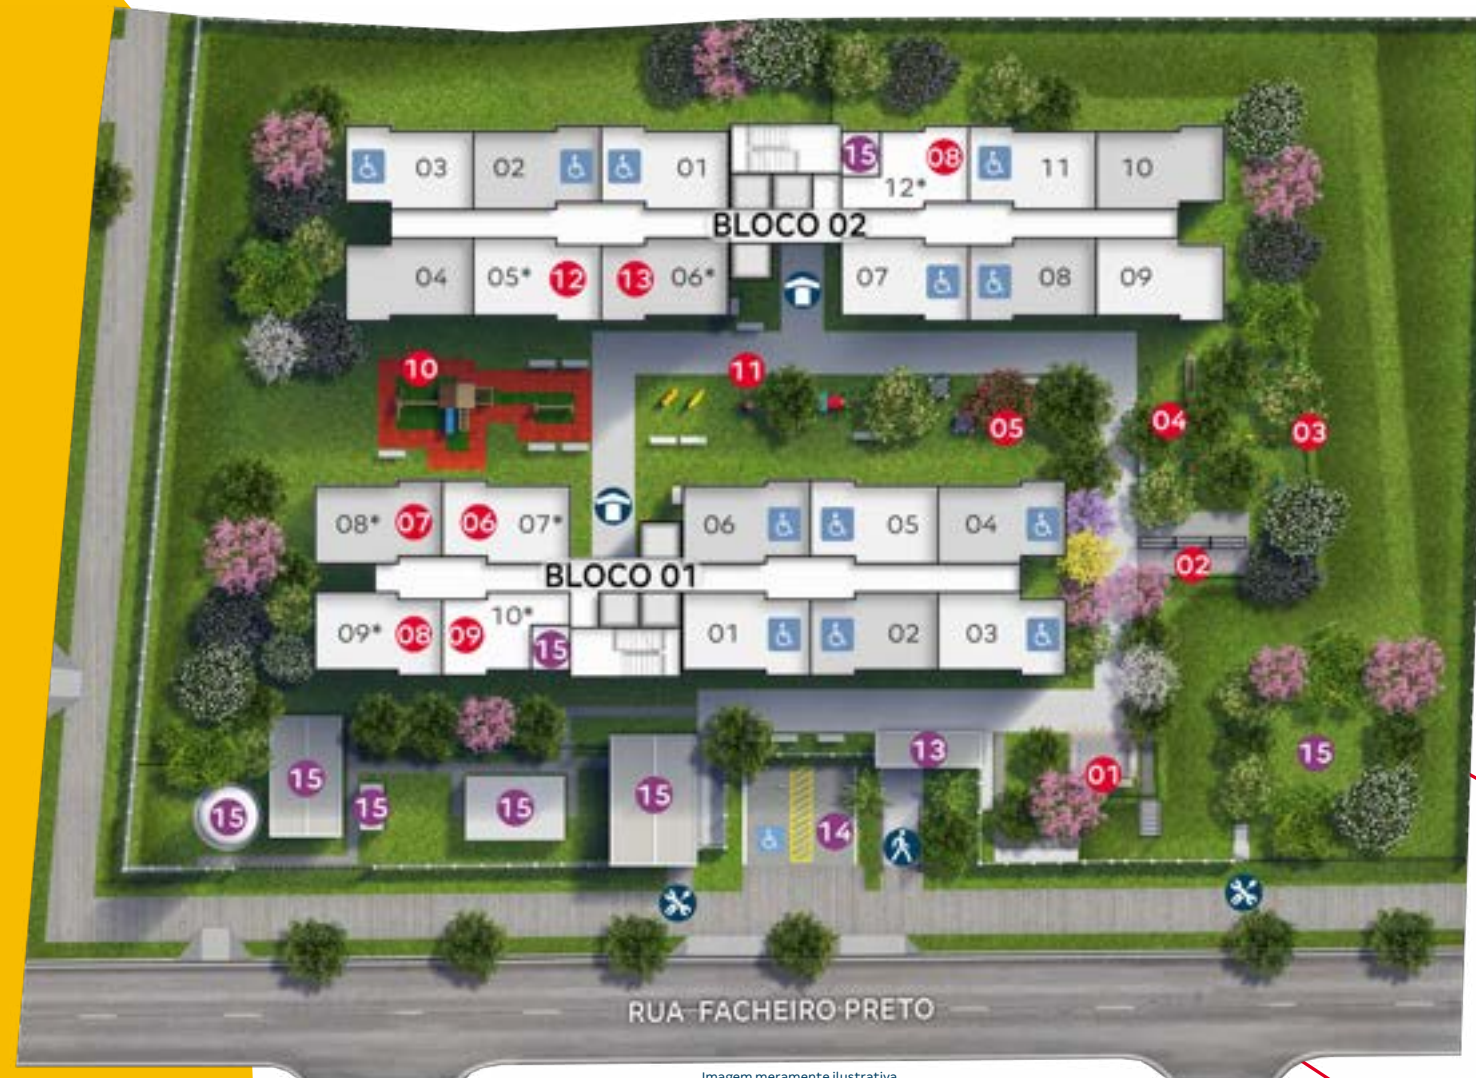 03 02 01 15 08 12* 11 10
BLOCO 02
04 05* 12 13 06* 07 08 09
10 11
05 04 03
08* 07 06 07* 06 05 04
02
BLOCO 01
09* 08 09 10* 15 01 02 03
15 15 15 15 15 14 13 01 15
RUA FACHEIRO PRETO
Imagem meramente ilustrativa